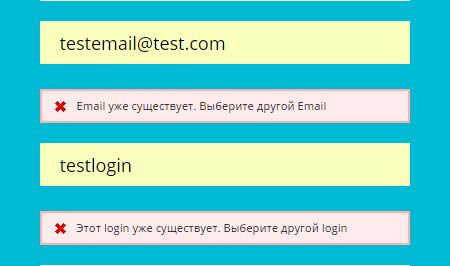 testemail@test.com
Email уже существует. Выберите другой Email
testlogin
Этот login уже существует. Выберите другой login